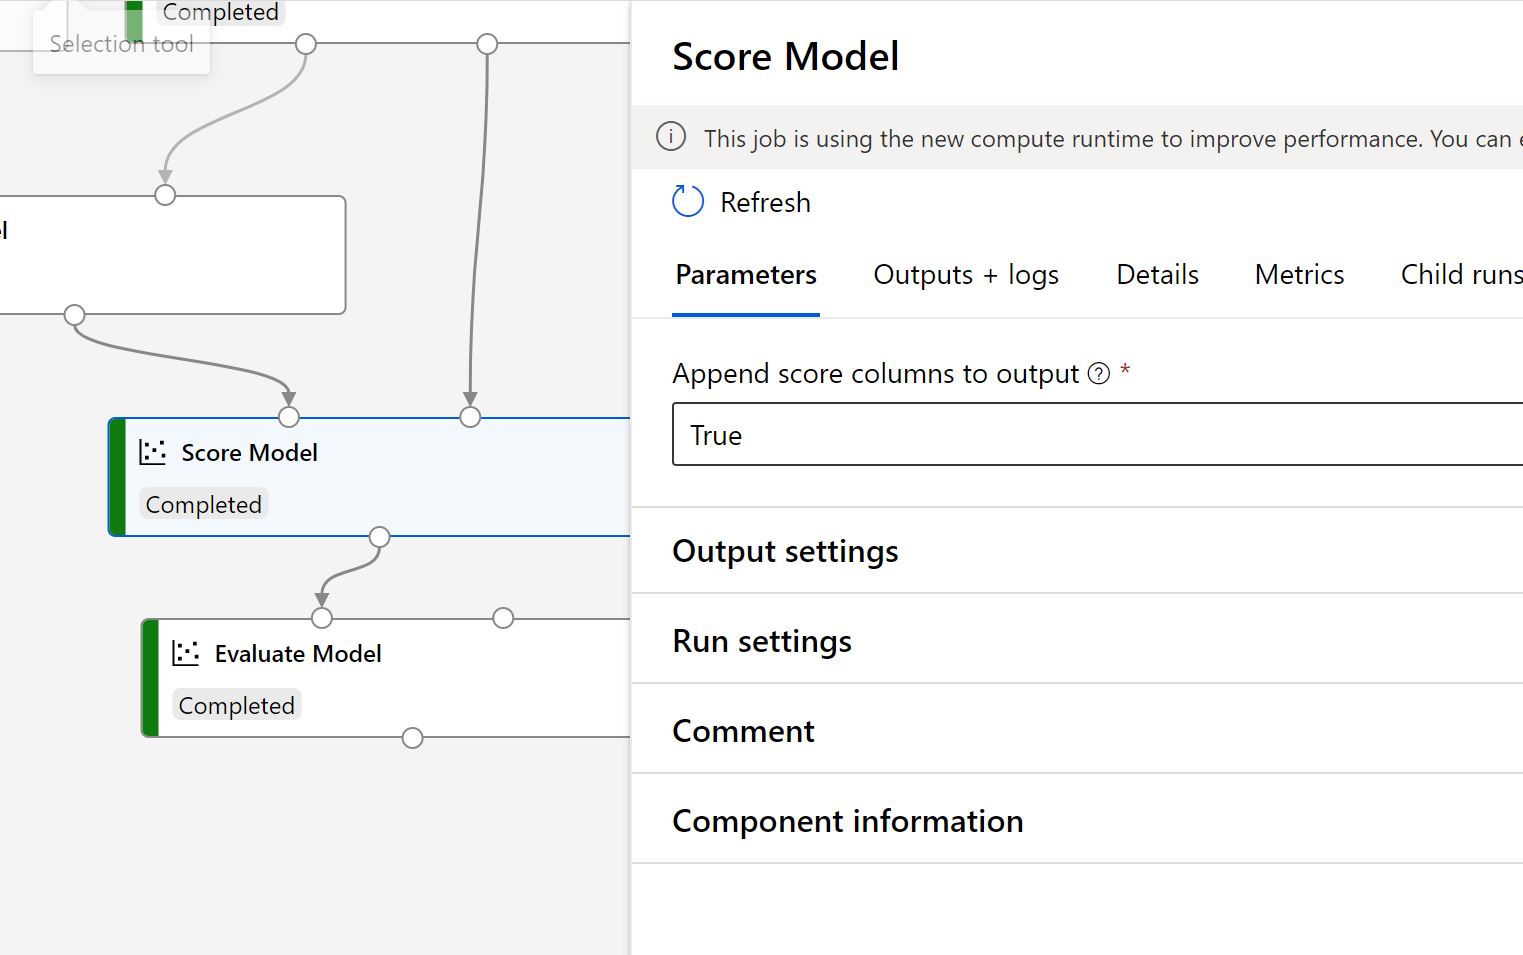 Completed
Selection tool
Score Model
Completed
Evaluate Model
Completed
Score Model
This job is using the new compute runtime to improve performance. You can
Refresh
Parameters Outputs + logs Details Metrics Child runs
Append score columns to output ? *
True
Output settings
Run settings
Comment
Component information